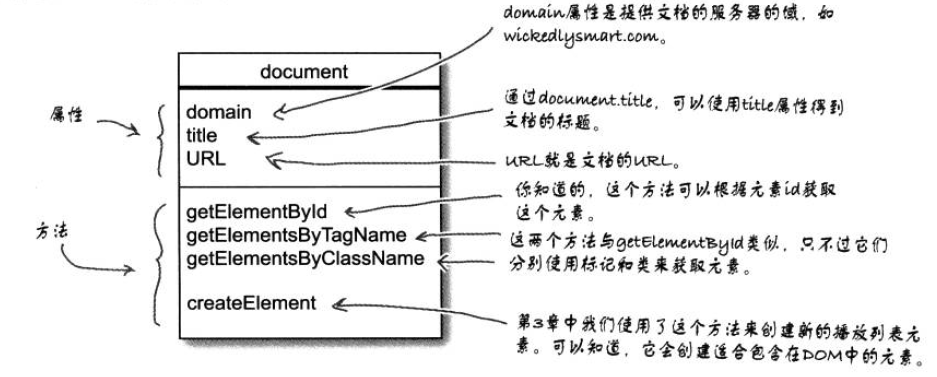 domain属性是提供文档的服务器的域，如
wickedlysmart.com。
document
属性
domain
title
URL
通过document.title，可以使用title属性得到
文档的标题。
URL就是文档的URL。
方法
getElementById
getElementsByTagName
getElementsByClassName
createElement
你知道的，这个方法可以根据元素id获取
这个元素。
这两个方法与getElementById类似，只不过它们
分别使用标记和类来获取元素。
第3章中我们使用了这个方法来创建新的播放列表元
素。可以知道，它会创建适合包含在DOM中的元素。